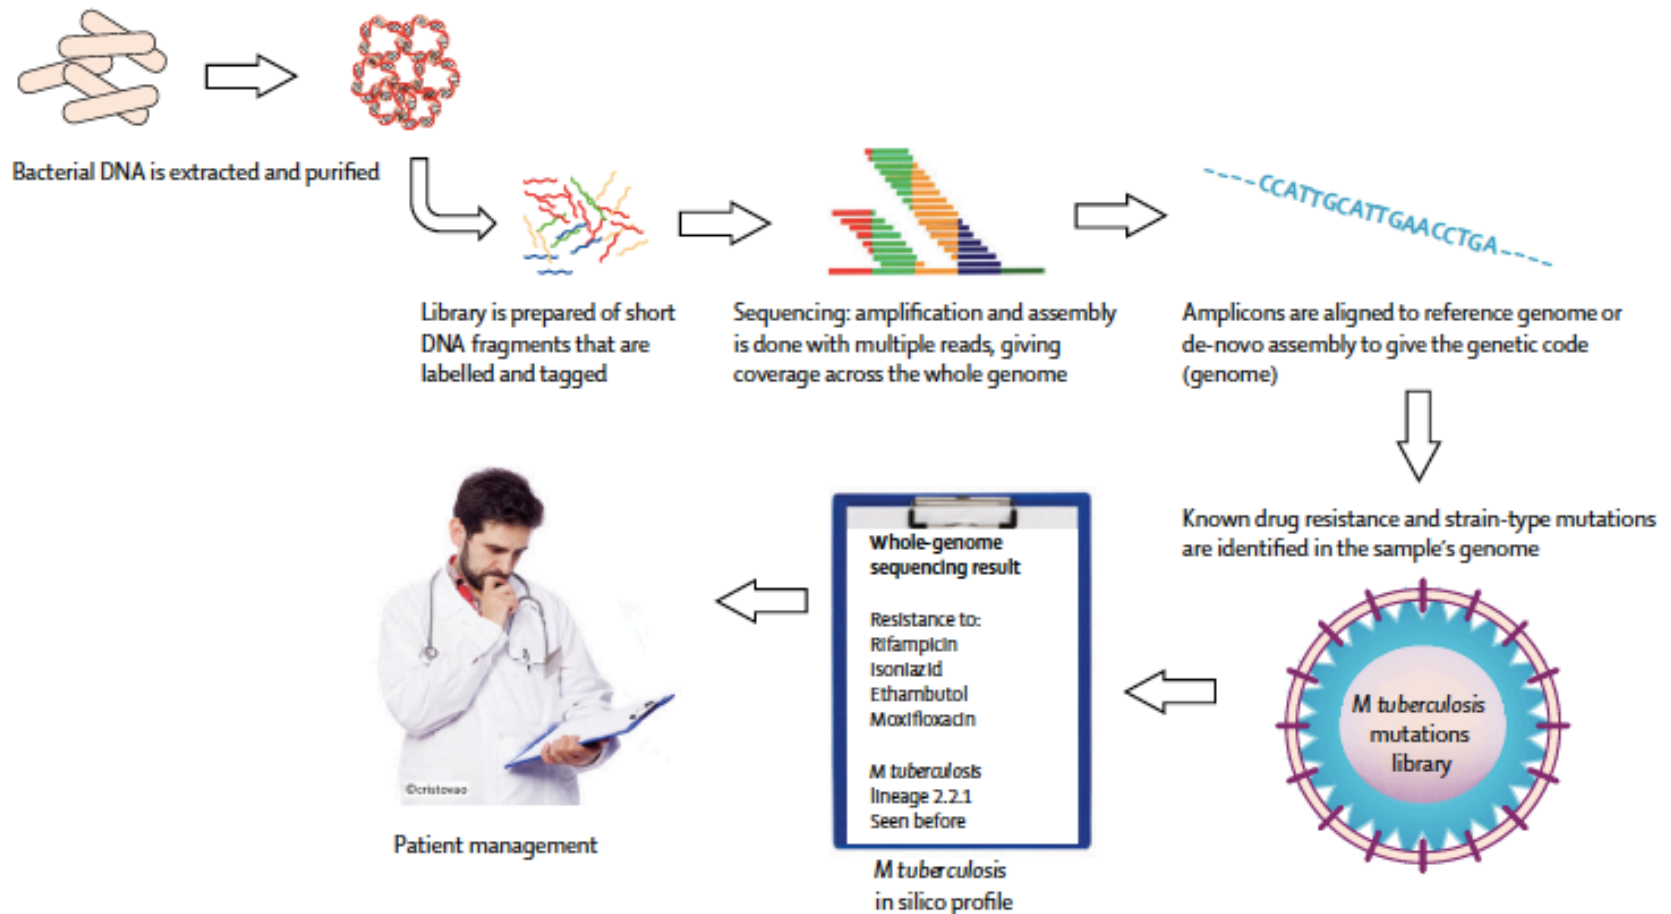 Bacterial DNA is extracted and purified
Library is prepared of short
DNA fragments that are
labelled and tagged
Sequencing: amplification and assembly
is done with multiple reads, giving
coverage across the whole genome
----CCATTGCATTGAACCTGA-----
Amplicons are aligned to reference genome or
de-novo assembly to give the genetic code
(genome)
Known drug resistance and strain-type mutations
are identified in the sample's genome
M tuberculosis
mutations
library
Whole-genome
sequencing result
Resistance to:
Rifampicin
Isoniazid
Ethambutol
Moxifloxacin
M tuberculosis
lineage 2.2.1
Seen before
M tuberculosis
in silico profile
©cristovao
Patient management